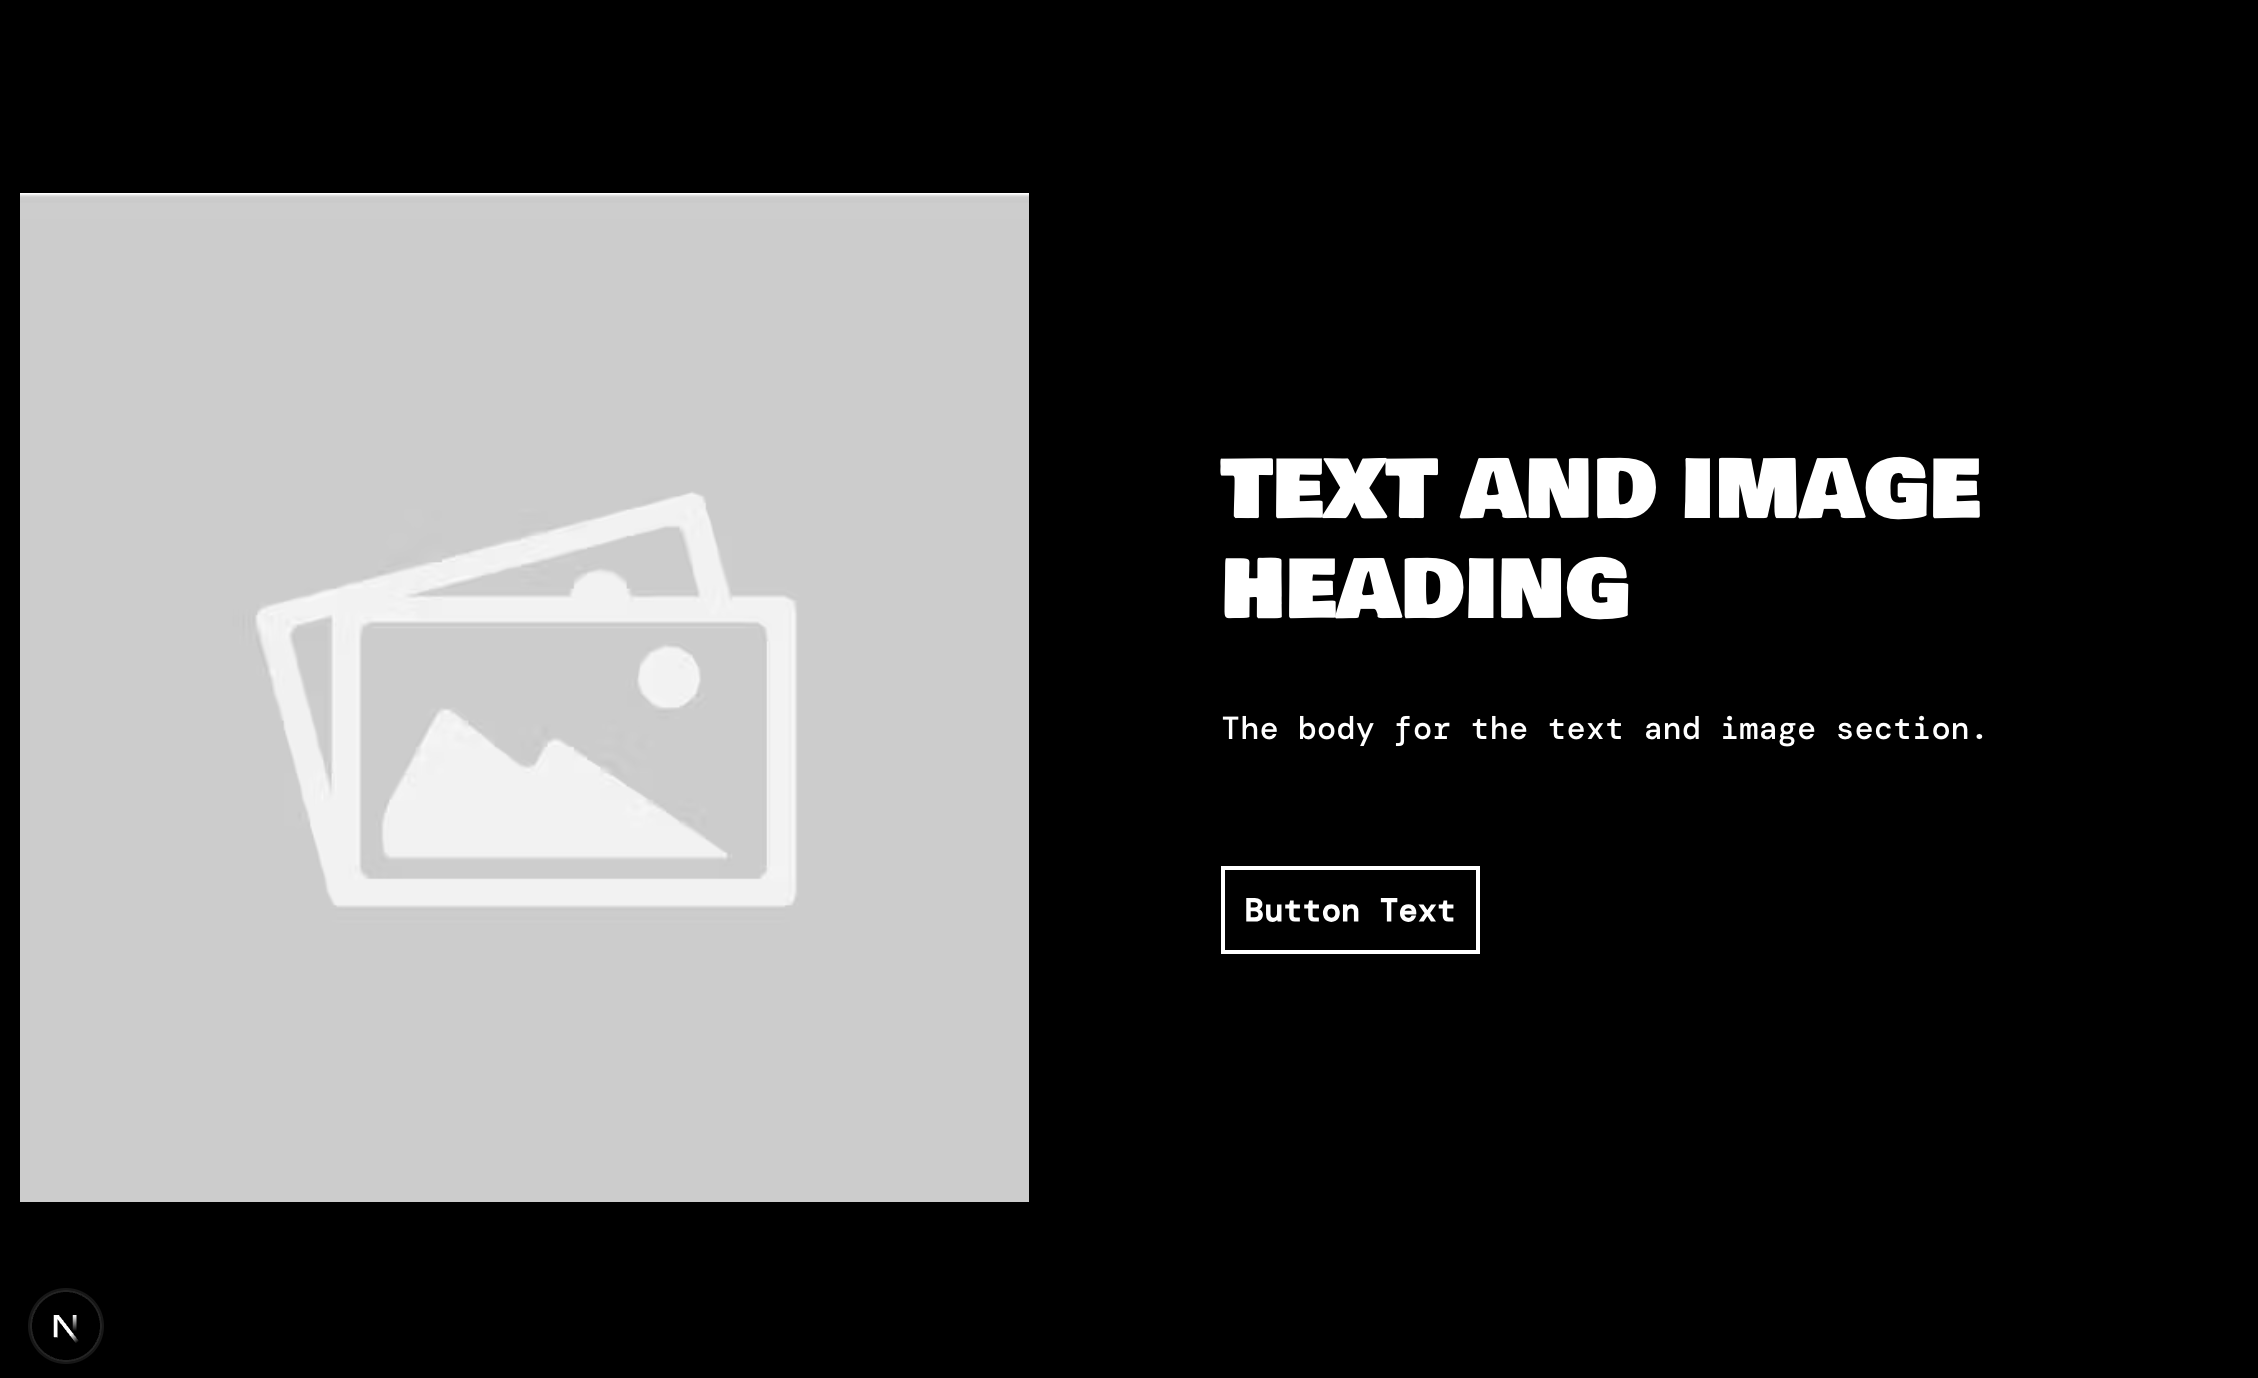 TEXT AND IMAGE
HEADING
The body for the text and image section.
Button Text
N